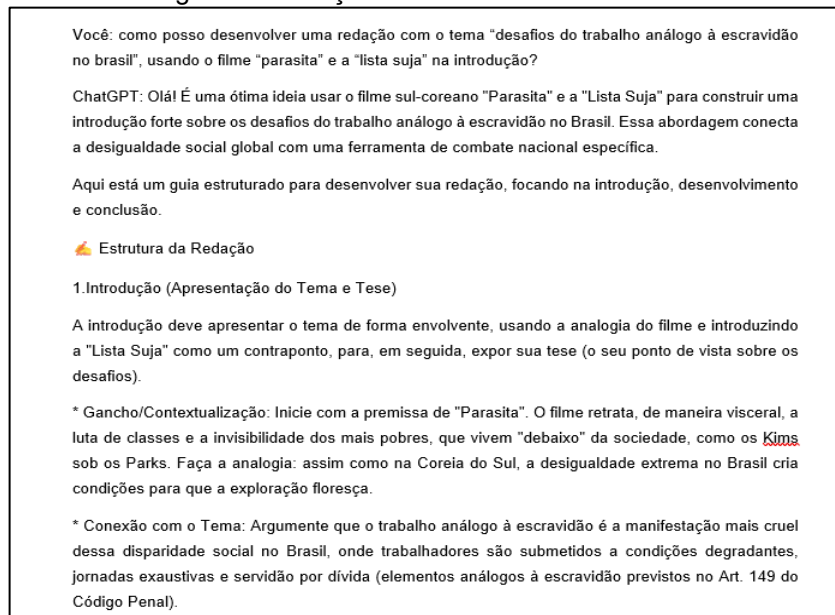 Você: como posso desenvolver uma redação com o tema “desafios do trabalho análogo à escravidão
no brasil”, usando o filme “parasita” e a “lista suja” na introdução?
ChatGPT: Olá! É uma ótima ideia usar o filme sul-coreano "Parasita" e a "Lista Suja" para construir uma
introdução forte sobre os desafios do trabalho análogo à escravidão no Brasil. Essa abordagem conecta
a desigualdade social global com uma ferramenta de combate nacional específica.
Aqui está um guia estruturado para desenvolver sua redação, focando na introdução, desenvolvimento
e conclusão.
✍️ Estrutura da Redação
1.Introdução (Apresentação do Tema e Tese)
A introdução deve apresentar o tema de forma envolvente, usando a analogia do filme e introduzindo
a "Lista Suja" como um contraponto, para, em seguida, expor sua tese (o seu ponto de vista sobre os
desafios).
* Gancho/Contextualização: Inicie com a premissa de "Parasita". O filme retrata, de maneira visceral, a
luta de classes e a invisibilidade dos mais pobres, que vivem "debaixo" da sociedade, como os Kims
sob os Parks. Faça a analogia: assim como na Coreia do Sul, a desigualdade extrema no Brasil cria
condições para que a exploração floresça.
* Conexão com o Tema: Argumente que o trabalho análogo à escravidão é a manifestação mais cruel
dessa disparidade social no Brasil, onde trabalhadores são submetidos a condições degradantes,
jornadas exaustivas e servidão por dívida (elementos análogos à escravidão previstos no Art. 149 do
Código Penal).